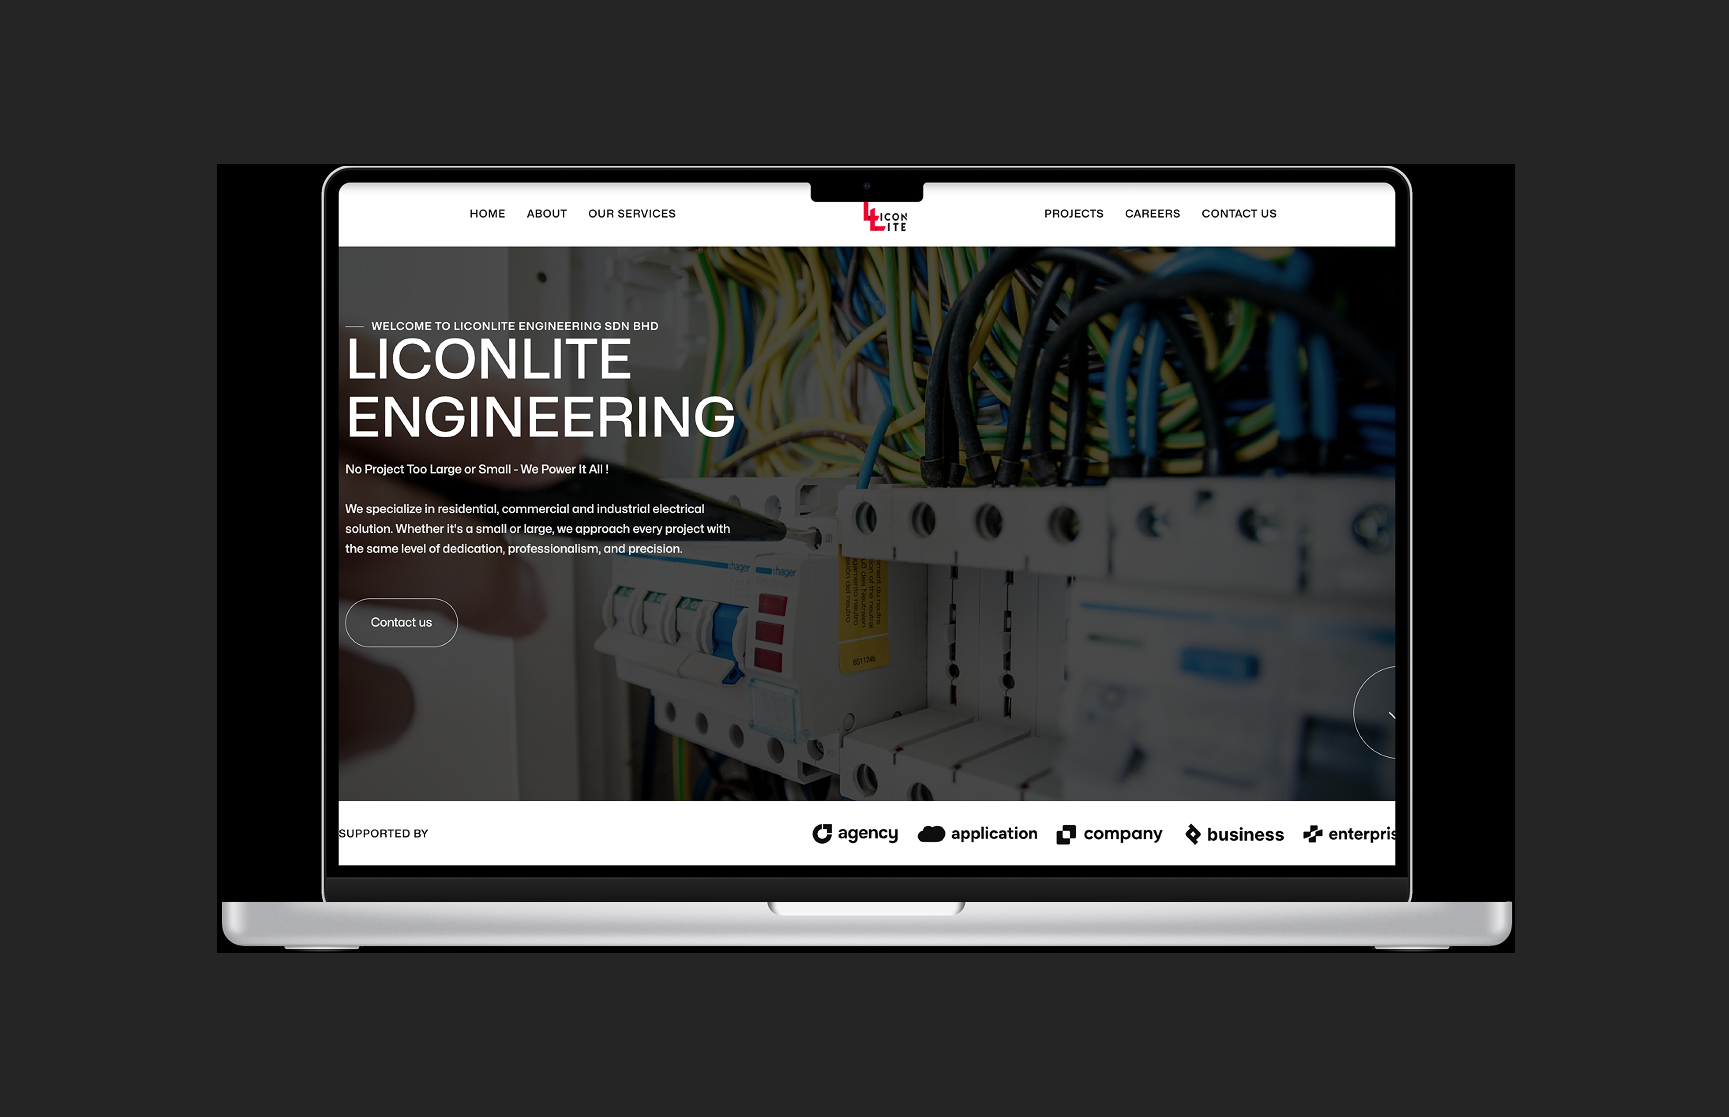 HOME ABOUT OUR SERVICES
LICON
LITE
PROJECTS CAREERS CONTACT US
WELCOME TO LICONLITE ENGINEERING SDN BHD
LICONLITE
ENGINEERING
No Project Too Large or Small - We Power It All !
We specialize in residential, commercial and industrial electrical
solution. Whether it's a small or large, we approach every project with
the same level of dedication, professionalism, and precision.
:hager :hager
6S1124b
Contact us
SUPPORTED BY
agency application company business enterpris